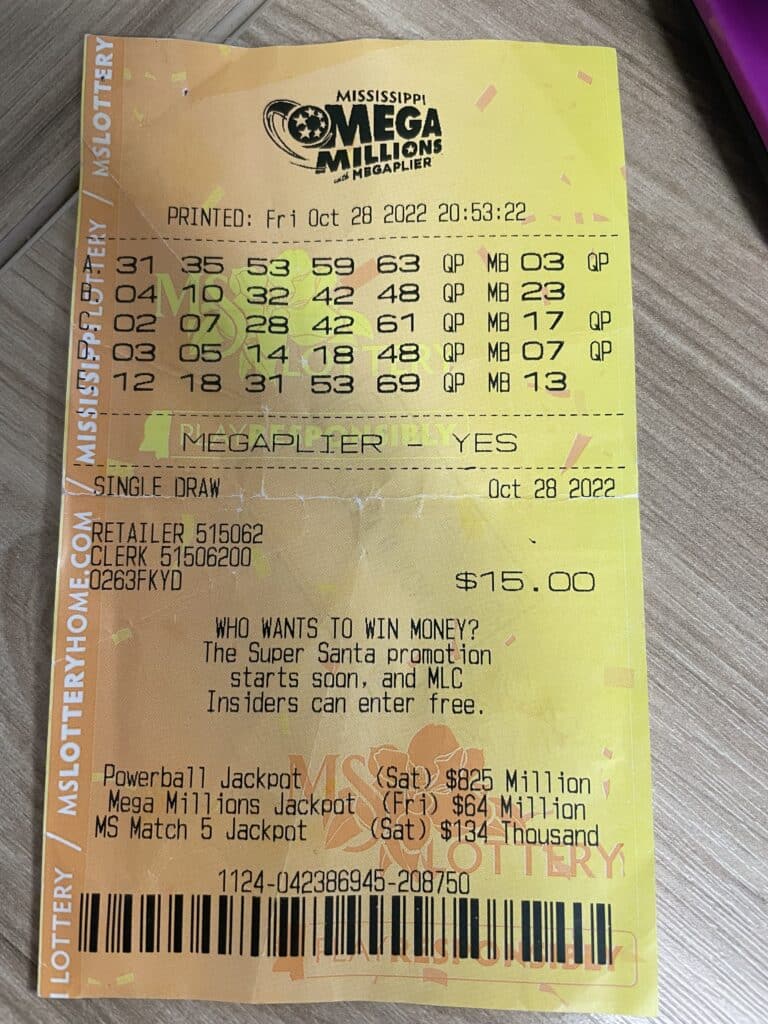 MISSISSIPPI
MEGA
MILLIONS
with MEGAPLIER
PRINTED: Fri Oct 28 2022 20:53:22
A. 31 35 53 59 63 QP MB 03 QP
B. 04 10 32 42 48 QP MB 23
C. 02 07 28 42 61 QP MB 17 QP
D. 03 05 14 18 48 QP MB 07 QP
E. 12 18 31 53 69 QP MB 13
MS LOTTERY
PLAY RESPONSIBLY
MEGAPLIER - YES
SINGLE DRAW Oct 28 2022
RETAILER 515062
CLERK 51506200
0263FKYD $15.00
WHO WANTS TO WIN MONEY?
The Super Santa promotion
starts soon, and MLC
Insiders can enter free.
Powerball Jackpot (Sat) $825 Million
Mega Millions Jackpot (Fri) $64 Million
MS Match 5 Jackpot (Sat) $134 Thousand
MS LOTTERY
1124-042386945-208750
PLAY RESPONSIBLY
I LOTTERY / MSLOTTERYHOME.COM / MISSISSIPPI LOTTERY / MSLOTTERY